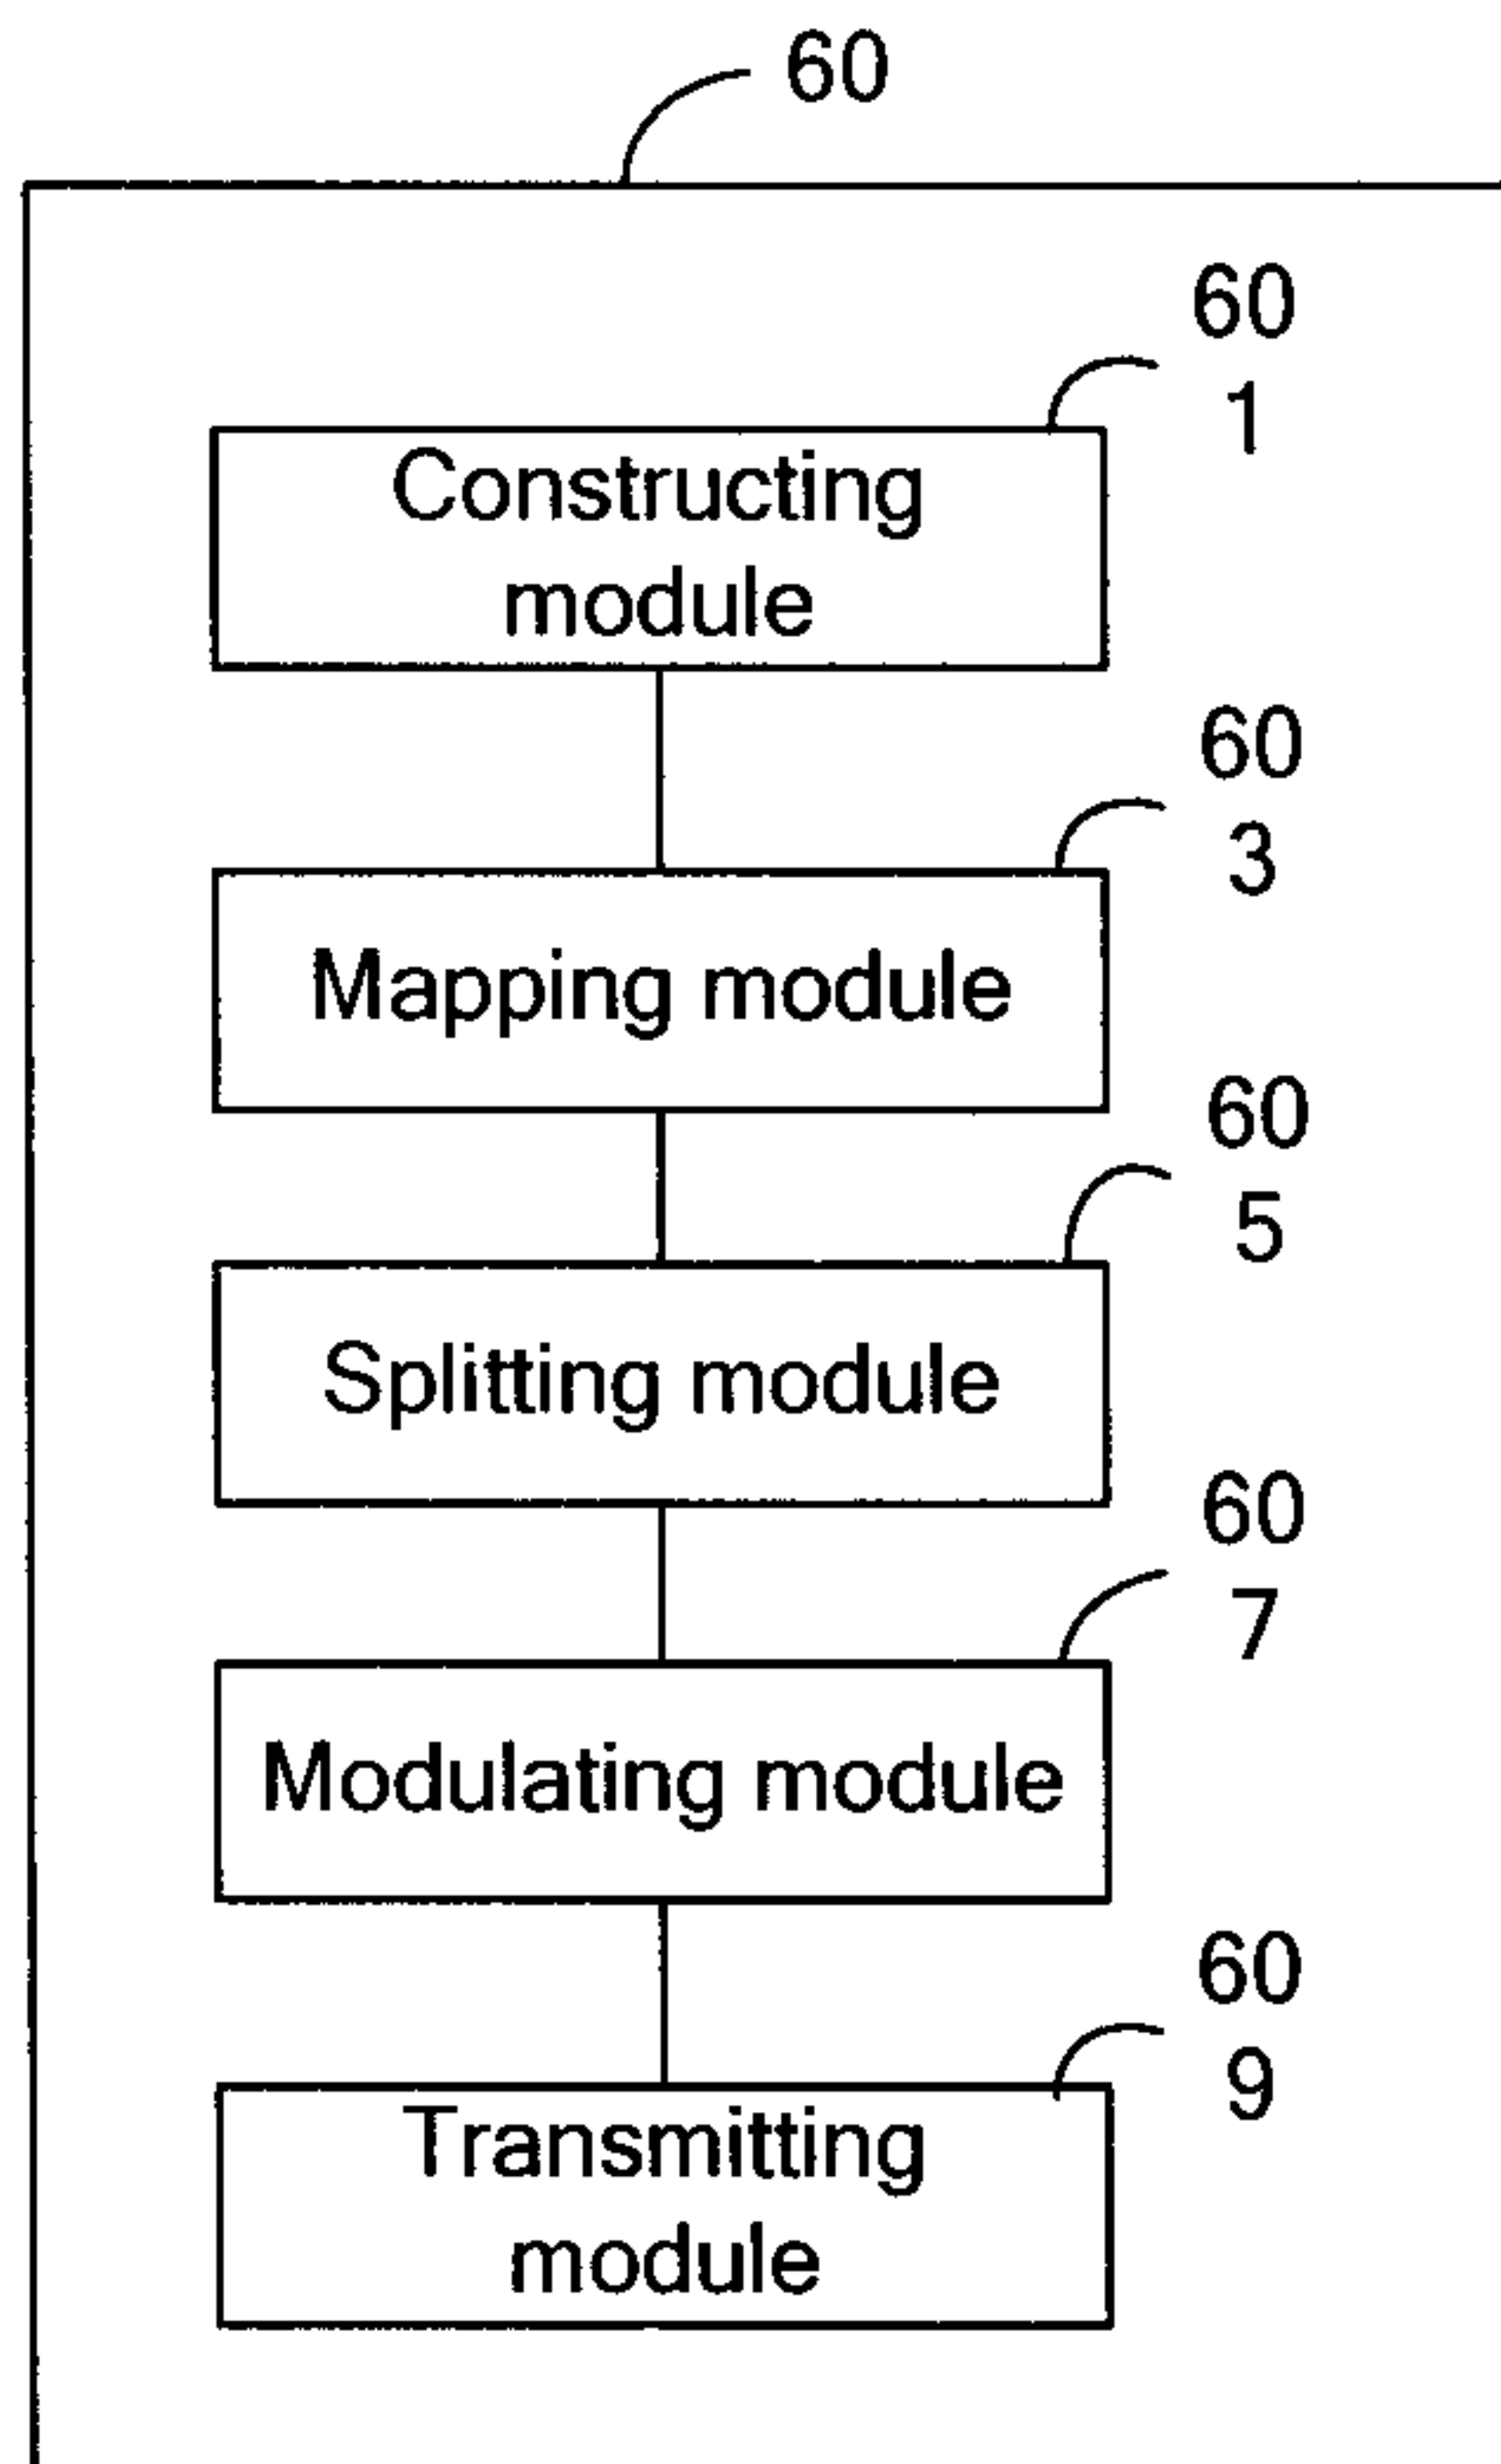 60
60
1
Constructing
module
60
3
Mapping module
60
5
Splitting module
60
7
Modulating module
60
9
Transmitting
module